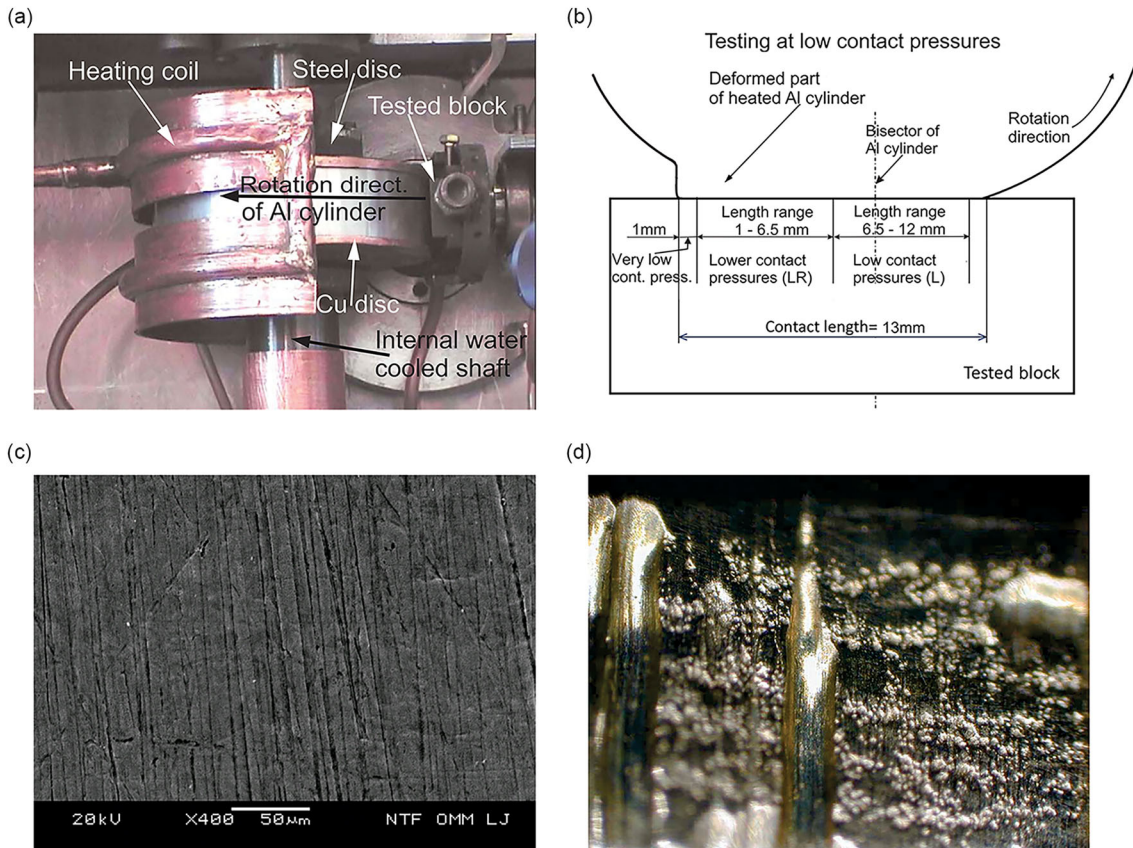 (a)
Heating coil
Steel disc
Tested block
Rotation direct.
of Al cylinder
Cu disc
Internal water
cooled shaft
(b)
Testing at low contact pressures
Deformed part
of heated Al cylinder
Bisector of
Al cylinder
Rotation
direction
1mm
Length range
1 - 6.5 mm
Length range
6.5 - 12 mm
Very low
cont. press.
Lower contact
pressures (LR)
Low contact
pressures (L)
Contact length= 13mm
Tested block
(c)
20kV X400 50μm NTF OMM LJ
(d)